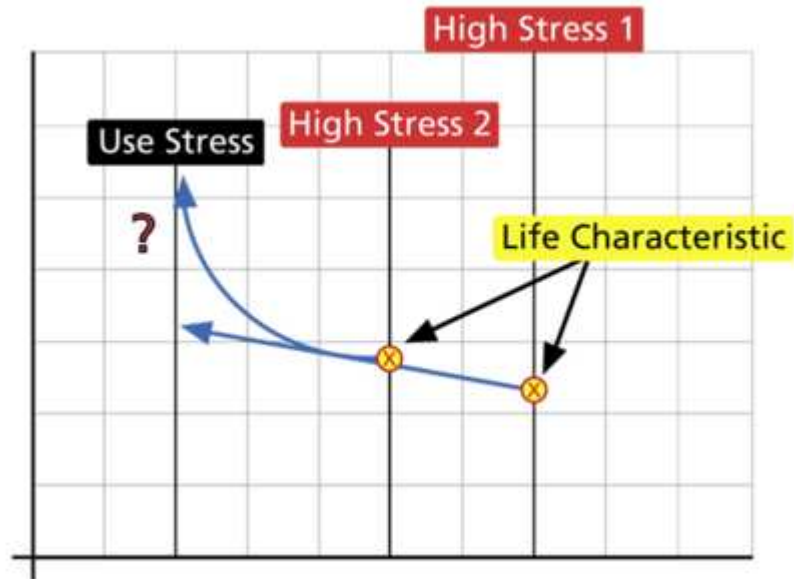 High Stress 1
High Stress 2
Use Stress
?
Life Characteristic
X
X